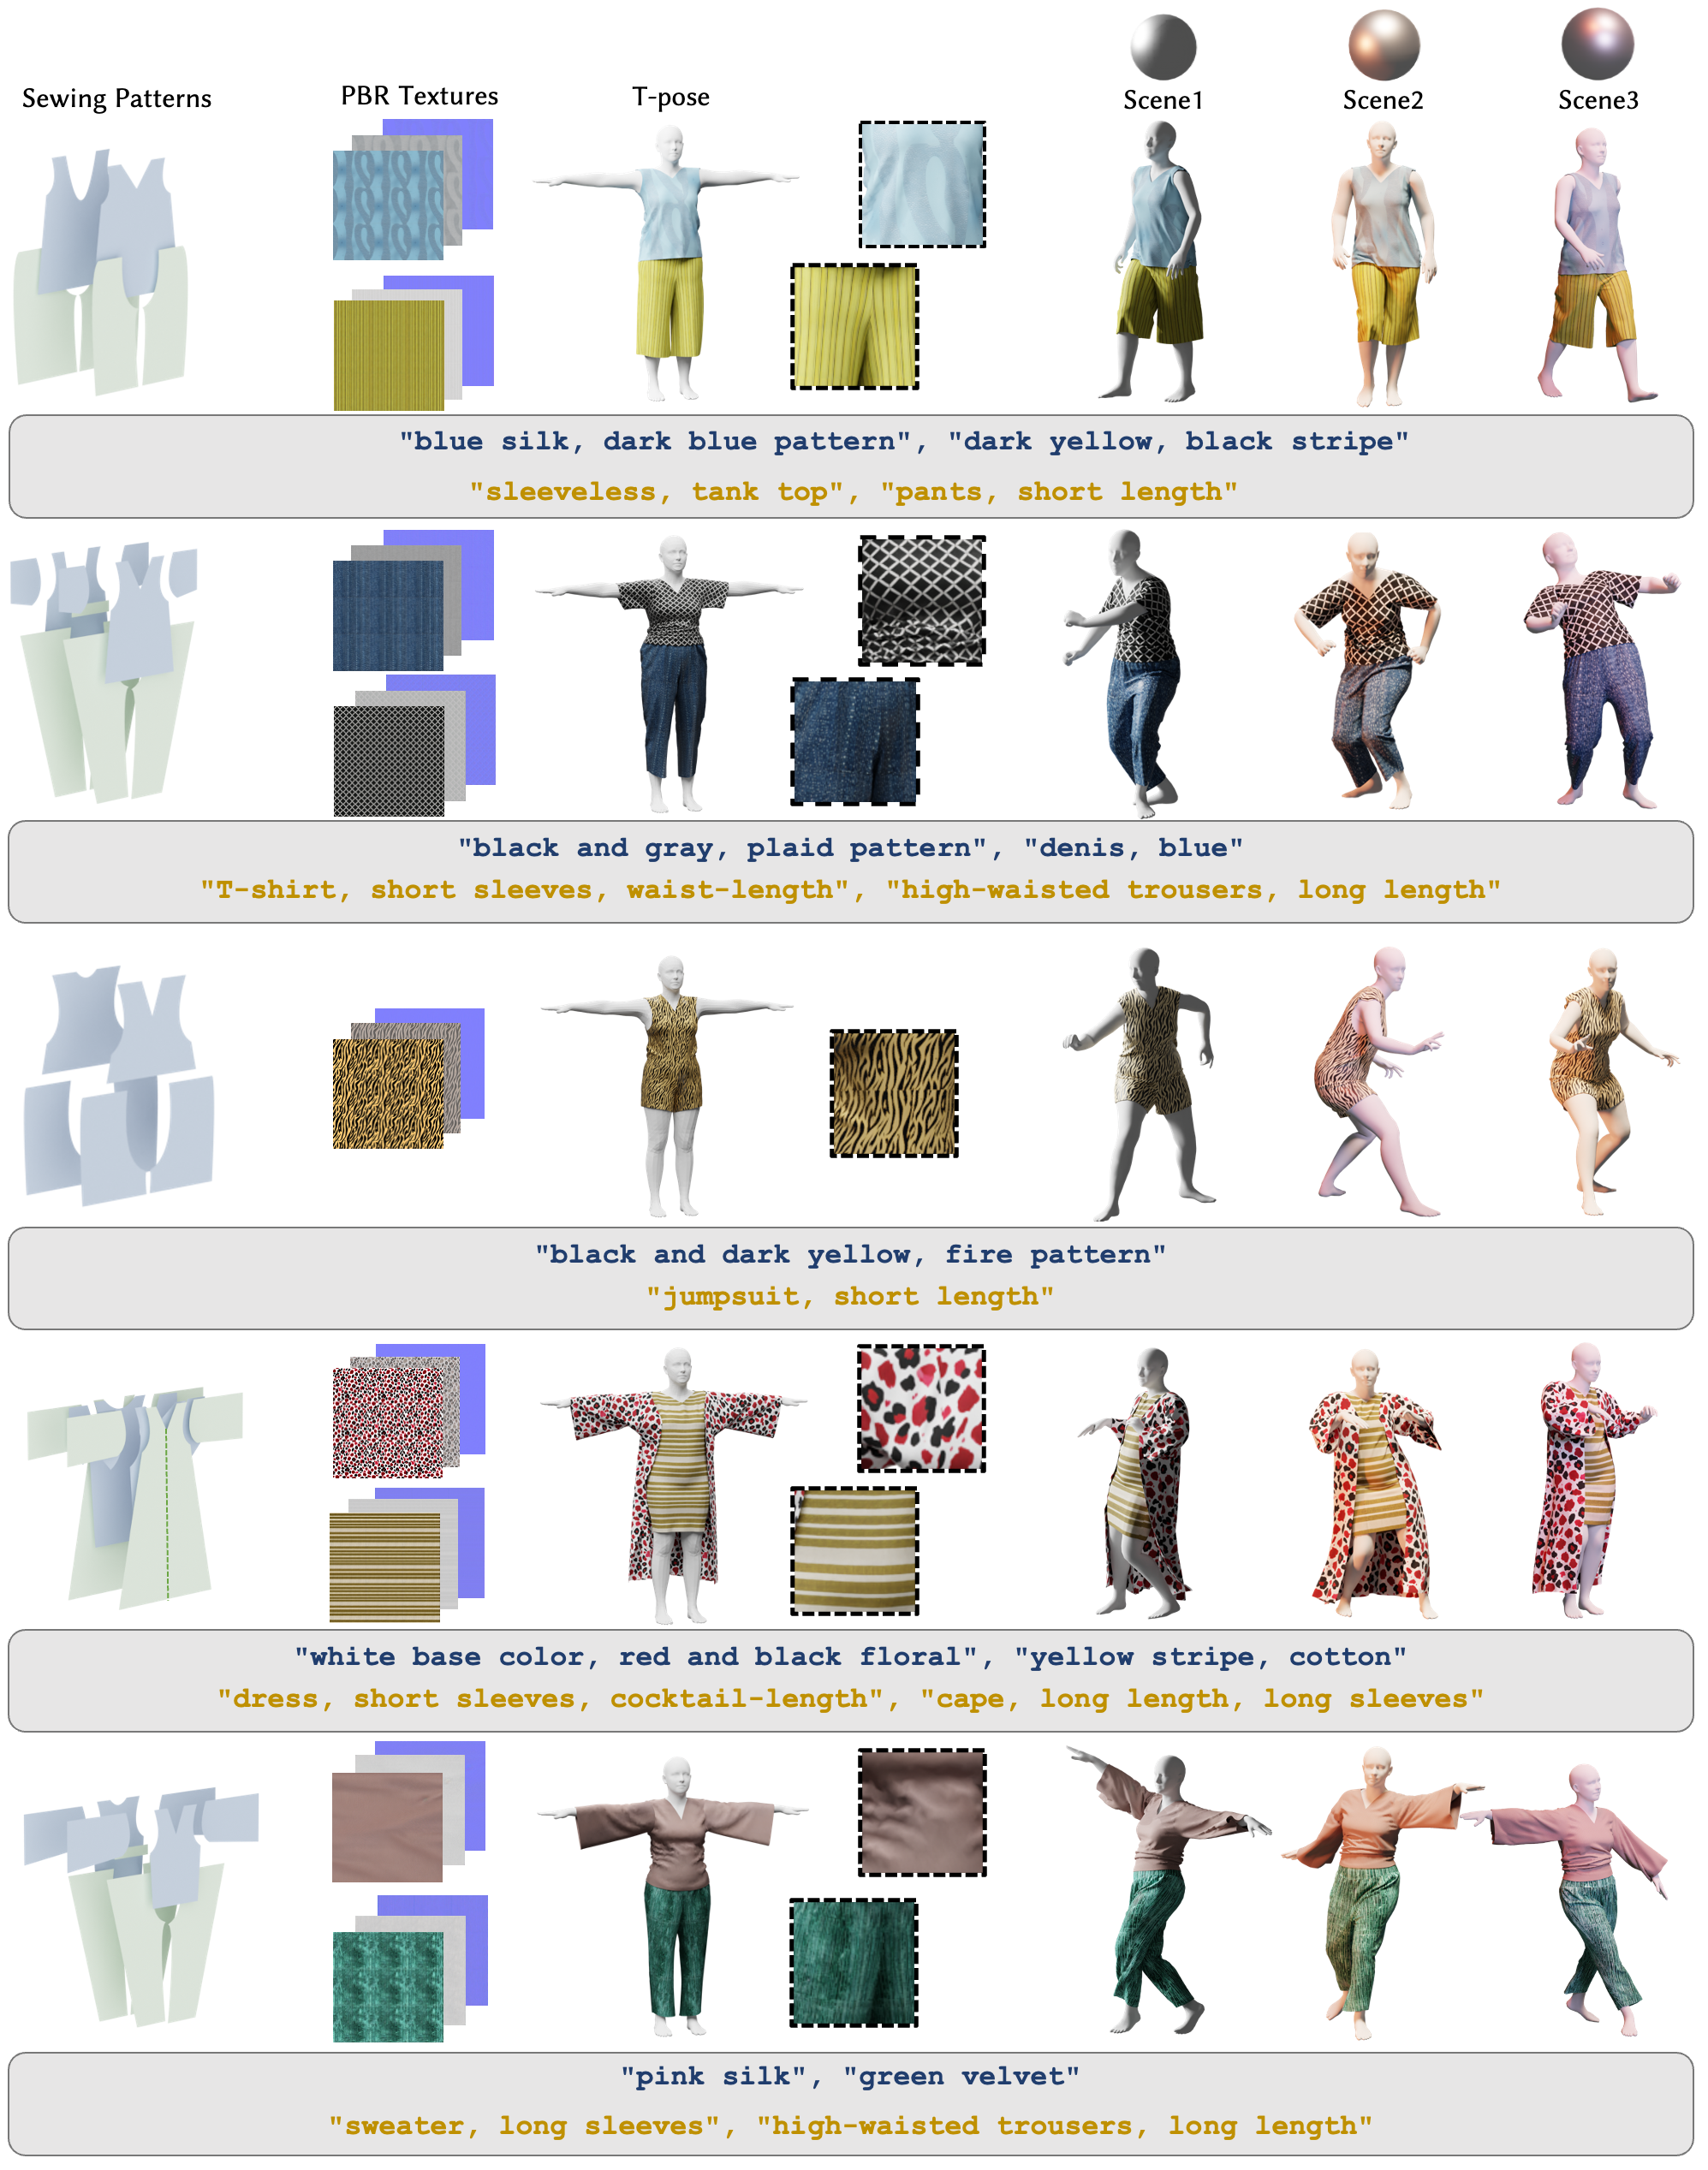 Sewing Patterns
PBR Textures
T-pose
Scene1
Scene2
Scene3
"blue silk, dark blue pattern", "dark yellow, black stripe"
"sleeveless, tank top", "pants, short length"
"black and gray, plaid pattern", "denis, blue"
"T-shirt, short sleeves, waist-length", "high-waisted trousers, long length"
"black and dark yellow, fire pattern"
"jumpsuit, short length"
"white base color, red and black floral", "yellow stripe, cotton"
"dress, short sleeves, cocktail-length", "cape, long length, long sleeves"
"pink silk", "green velvet"
"sweater, long sleeves", "high-waisted trousers, long length"